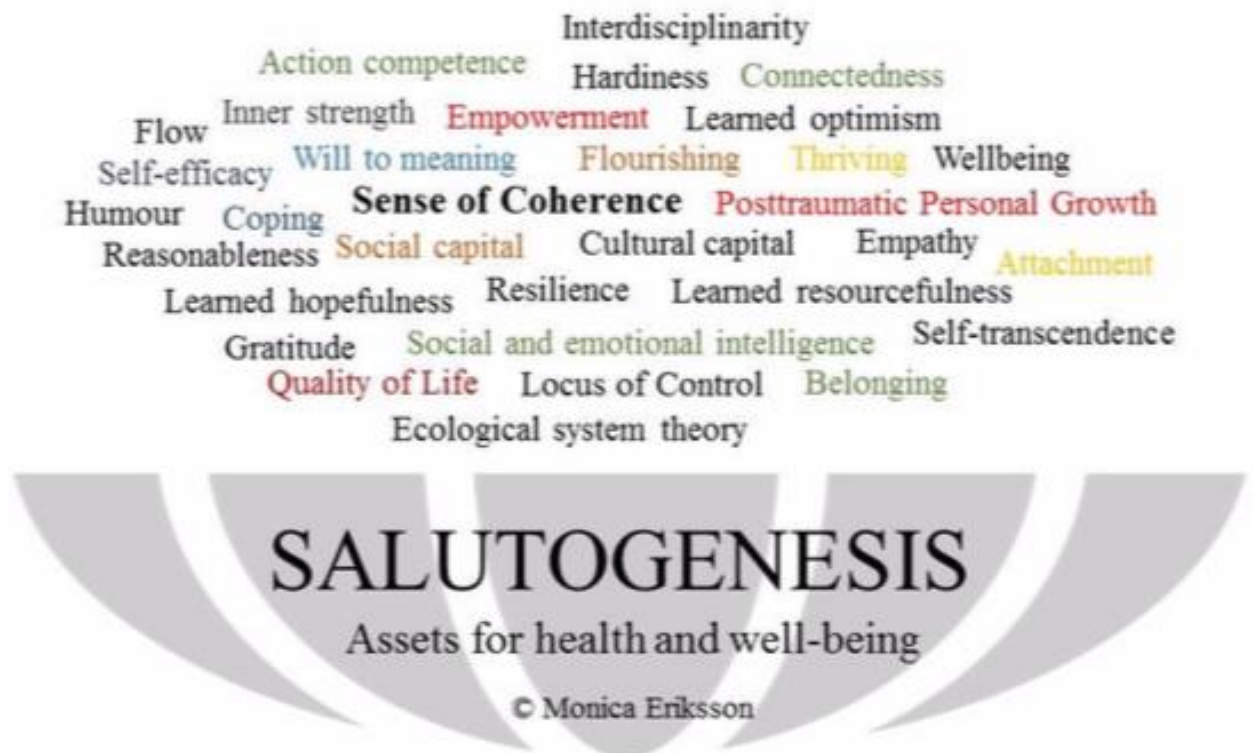 Interdisciplinarity
Action competence Hardiness Connectedness
Inner strength Empowerment Learned optimism
Flow Will to meaning Flourishing Thriving Wellbeing
Self-efficacy Sense of Coherence Posttraumatic Personal Growth
Humour Coping Social capital Cultural capital Empathy
Reasonableness Attachment
Learned hopefulness Resilience Learned resourcefulness
Gratitude Social and emotional intelligence Self-transcendence
Quality of Life Locus of Control Belonging
Ecological system theory
SALUTOGENESIS
Assets for health and well-being
© Monica Eriksson